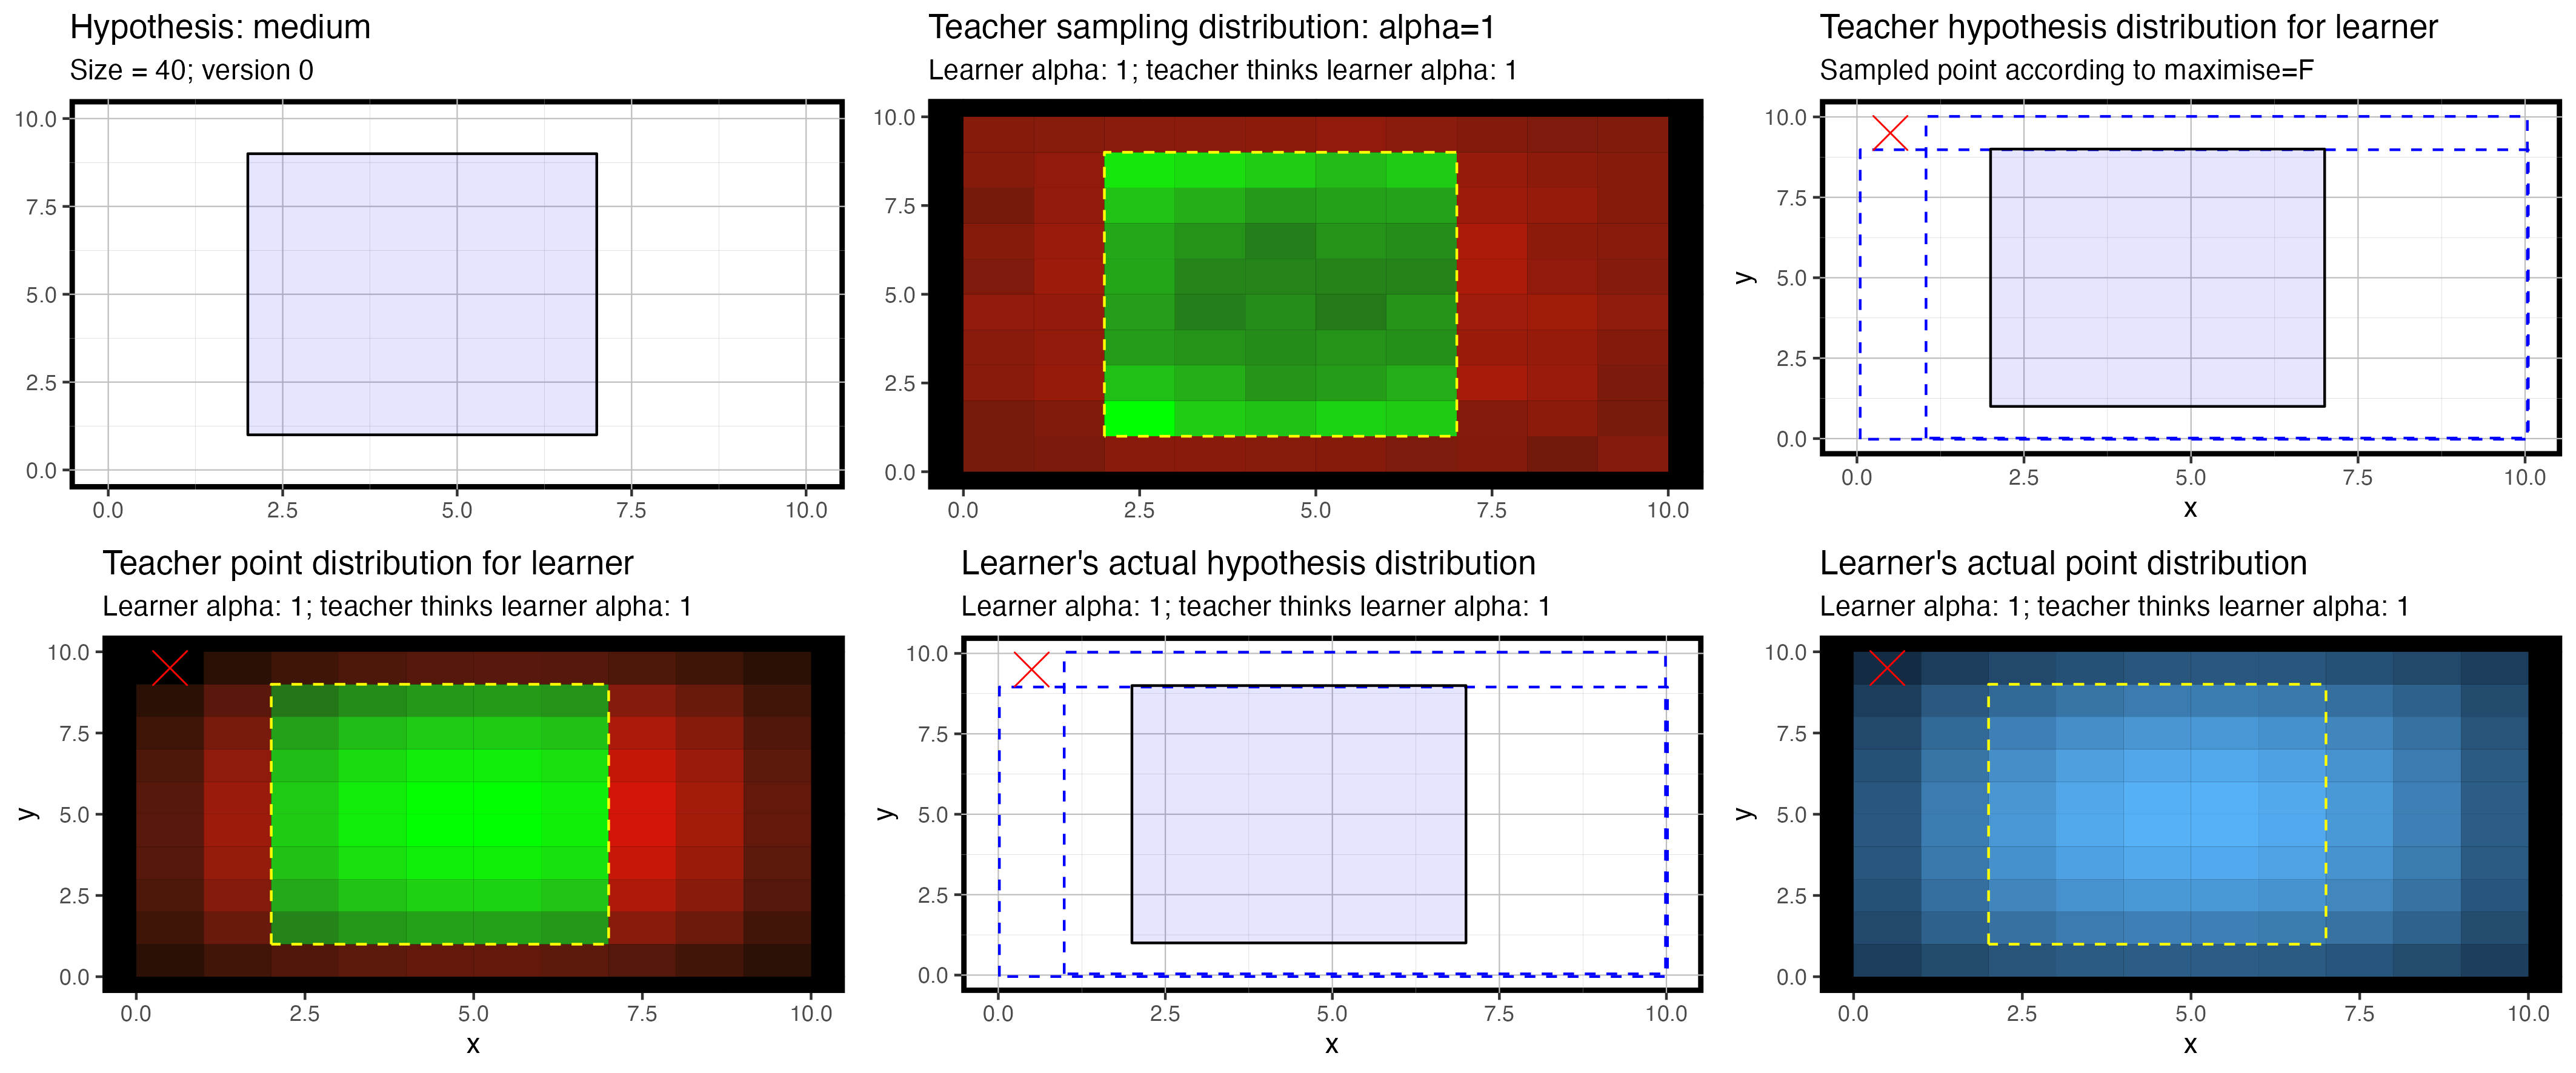 Hypothesis: medium
Size = 40; version 0
10.0
7.5
5.0
2.5
0.0
0.0 2.5 5.0 7.5 10.0
Teacher sampling distribution: alpha=1
Learner alpha: 1; teacher thinks learner alpha: 1
10.0
7.5
5.0
2.5
0.0
0.0 2.5 5.0 7.5 10.0
Teacher hypothesis distribution for learner
Sampled point according to maximise=F
10.0
7.5
y
5.0
2.5
0.0
0.0 2.5 5.0 7.5 10.0
x
Teacher point distribution for learner
Learner alpha: 1; teacher thinks learner alpha: 1
10.0
7.5
y
5.0
2.5
0.0
0.0 2.5 5.0 7.5 10.0
x
Learner's actual hypothesis distribution
Learner alpha: 1; teacher thinks learner alpha: 1
10.0
7.5
y
5.0
2.5
0.0
0.0 2.5 5.0 7.5 10.0
x
Learner's actual point distribution
Learner alpha: 1; teacher thinks learner alpha: 1
10.0
7.5
y
5.0
2.5
0.0
0.0 2.5 5.0 7.5 10.0
x